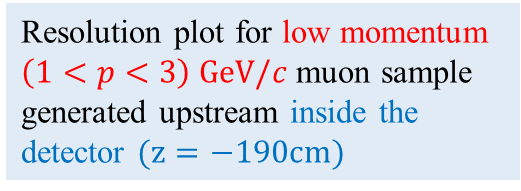 Resolution plot for low momentum
(1 < p < 3) GeV/c muon sample
generated upstream inside the
detector (z = −190cm)